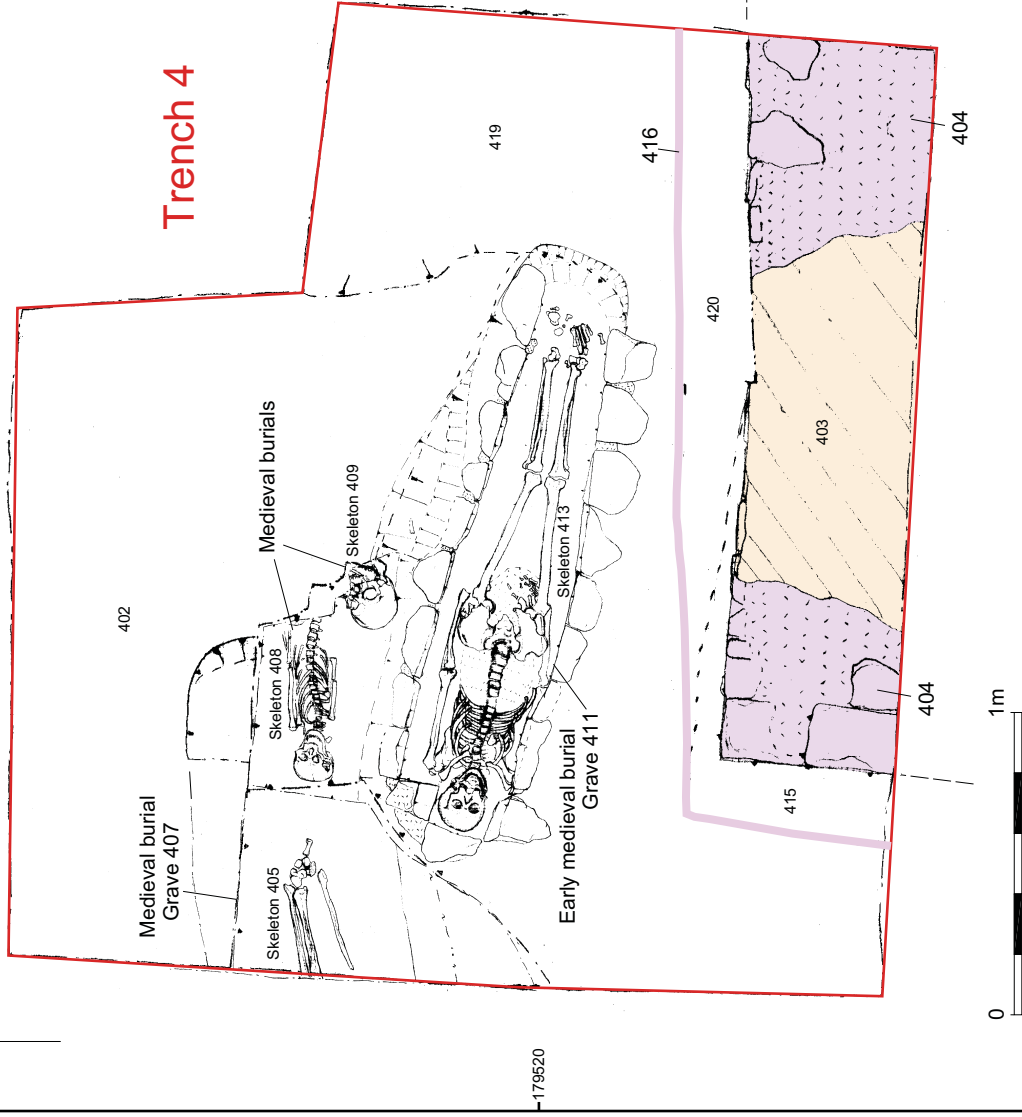 Trench 4
419
416
404
420
403
Medieval burials
Skeleton 409
402
Skeleton 408
Skeleton 413
Medieval burial
Grave 407
Skeleton 405
Early medieval burial
Grave 411
404
415
0
1m
179520